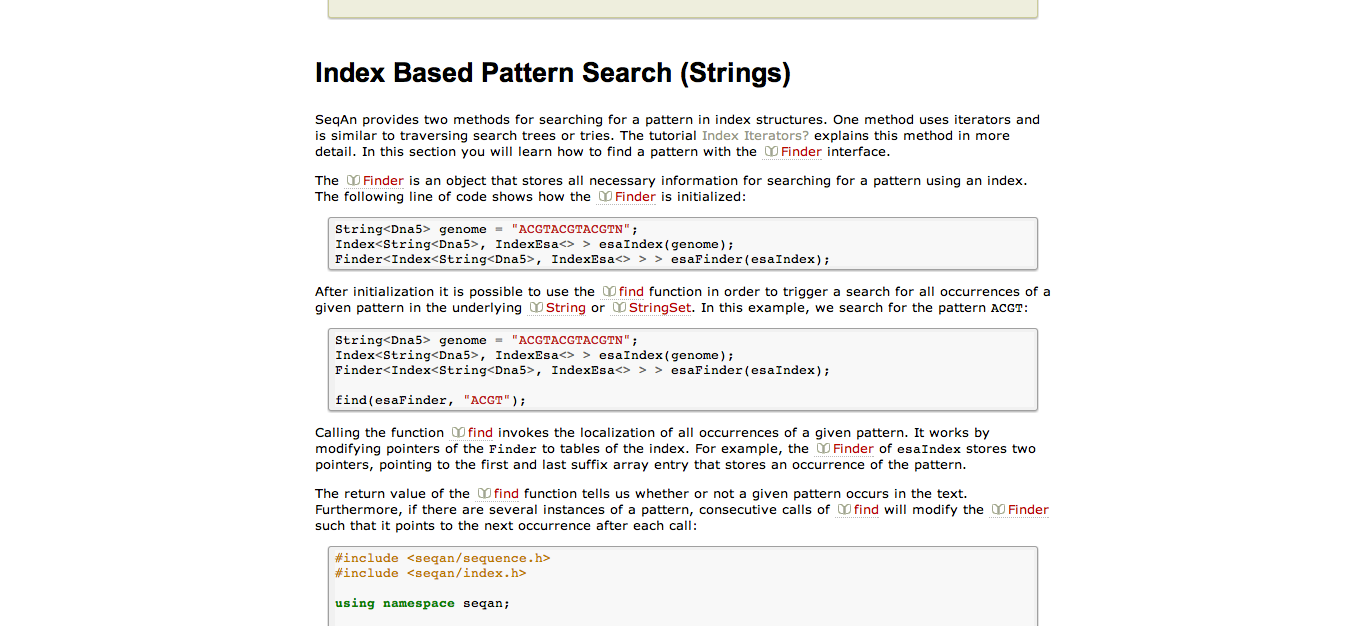 Index Based Pattern Search (Strings)
SeqAn provides two methods for searching for a pattern in index structures. One method uses iterators and
is similar to traversing search trees or tries. The tutorial Index Iterators? explains this method in more
detail. In this section you will learn how to find a pattern with the Finder interface.
The Finder is an object that stores all necessary information for searching for a pattern using an index.
The following line of code shows how the Finder is initialized:
String<Dna5> genome = "ACGTACGTACGTN";
Index<String<Dna5>, IndexEsa<> > esaIndex(genome);
Finder<Index<String<Dna5>, IndexEsa<> > > esaFinder(esaIndex);
After initialization it is possible to use the find function in order to trigger a search for all occurrences of a
given pattern in the underlying String or StringSet. In this example, we search for the pattern ACGT:
String<Dna5> genome = "ACGTACGTACGTN";
Index<String<Dna5>, IndexEsa<> > esaIndex(genome);
Finder<Index<String<Dna5>, IndexEsa<> > > esaFinder(esaIndex);
find(esaFinder, "ACGT");
Calling the function find invokes the localization of all occurrences of a given pattern. It works by
modifying pointers of the Finder to tables of the index. For example, the Finder of esaIndex stores two
pointers, pointing to the first and last suffix array entry that stores an occurrence of the pattern.
The return value of the find function tells us whether or not a given pattern occurs in the text.
Furthermore, if there are several instances of a pattern, consecutive calls of find will modify the Finder
such that it points to the next occurrence after each call:
#include <seqan/sequence.h>
#include <seqan/index.h>
using namespace seqan;